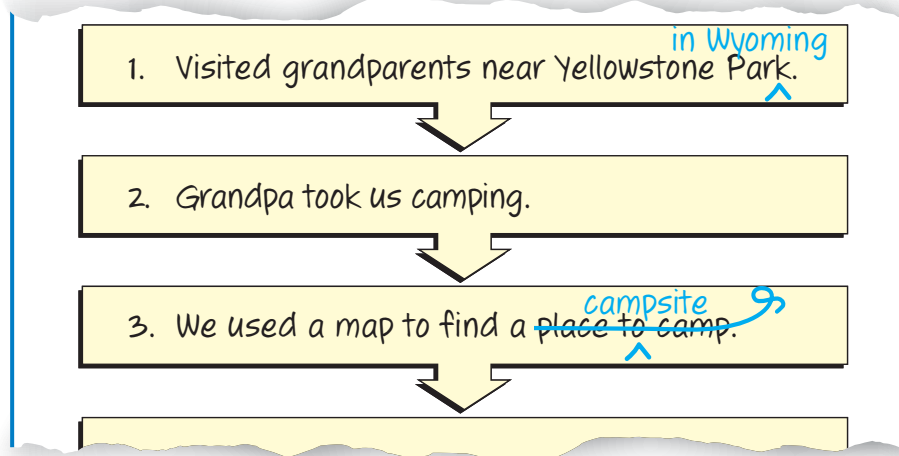 in Wyoming
1. Visited grandparents near Yellowstone Park.
2. Grandpa took us camping.
campsite
3. We used a map to find a place to camp.